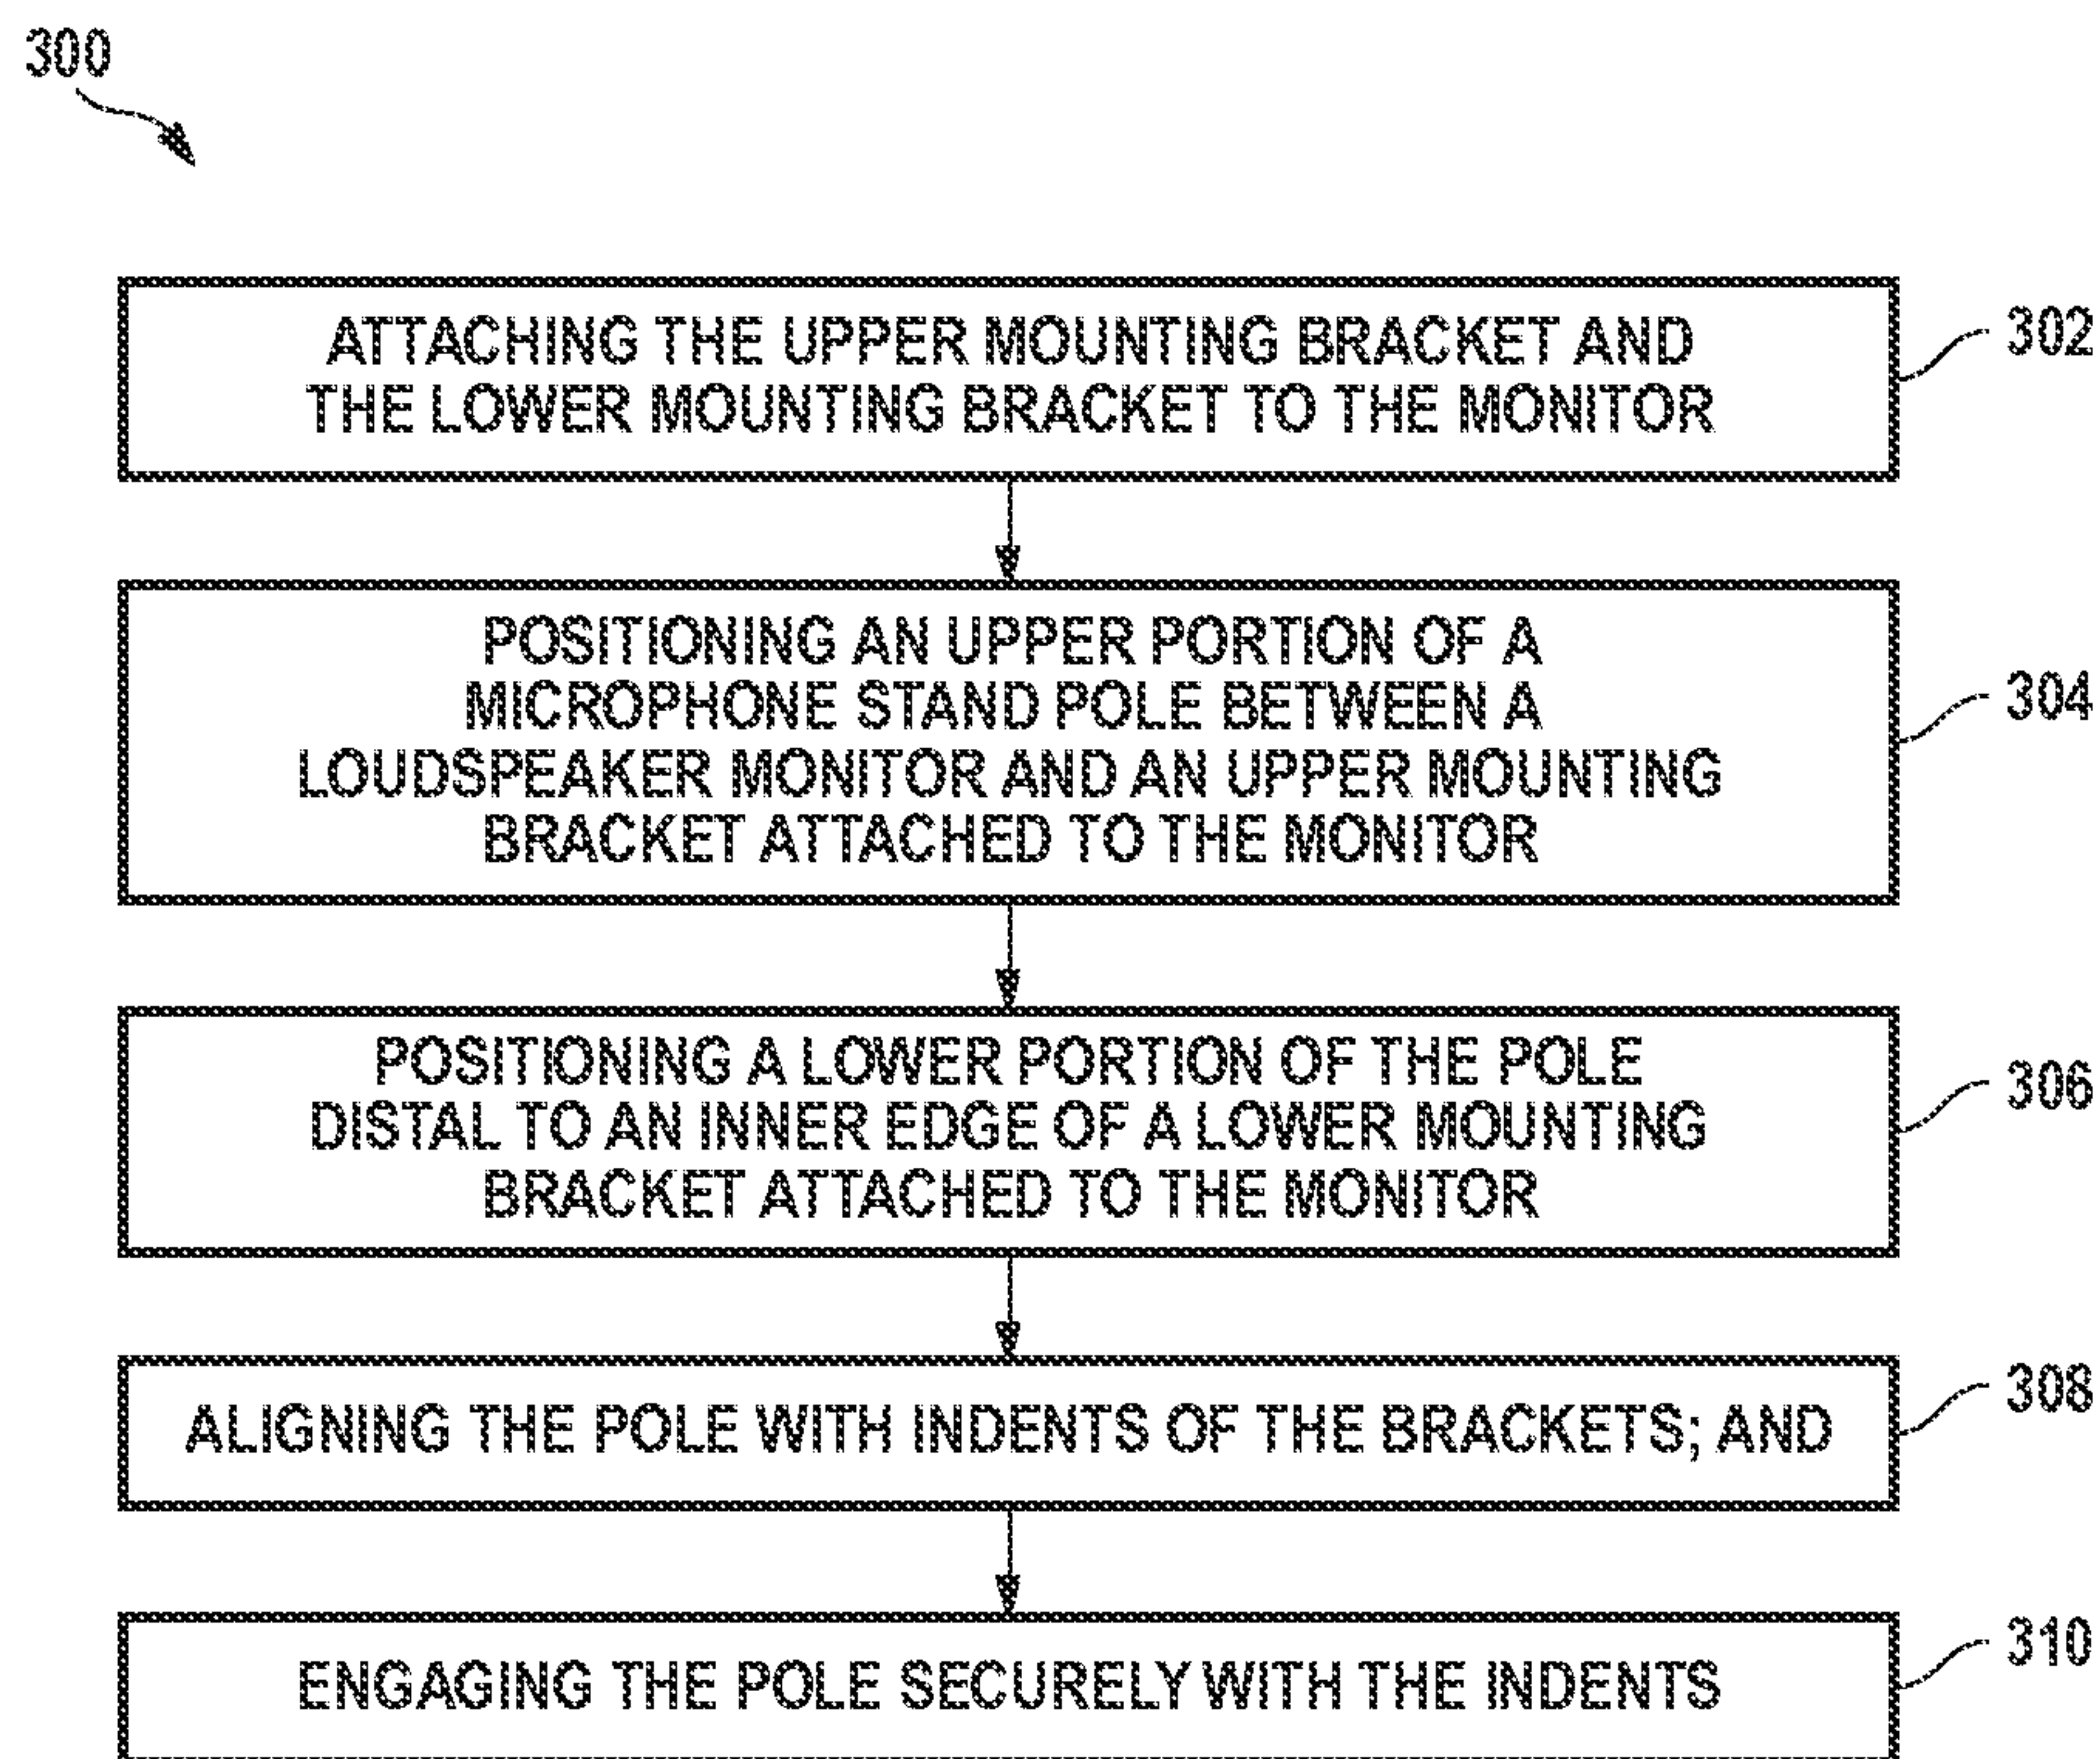 300
ATTACHING THE UPPER MOUNTING BRACKET AND
THE LOWER MOUNTING BRACKET TO THE MONITOR
302
POSITIONING AN UPPER PORTION OF A
MICROPHONE STAND POLE BETWEEN A
LOUDSPEAKER MONITOR AND AN UPPER MOUNTING
BRACKET ATTACHED TO THE MONITOR
304
POSITIONING A LOWER PORTION OF THE POLE
DISTAL TO AN INNER EDGE OF A LOWER MOUNTING
BRACKET ATTACHED TO THE MONITOR
306
ALIGNING THE POLE WITH INDENTS OF THE BRACKETS; AND
308
ENGAGING THE POLE SECURELY WITH THE INDENTS
310